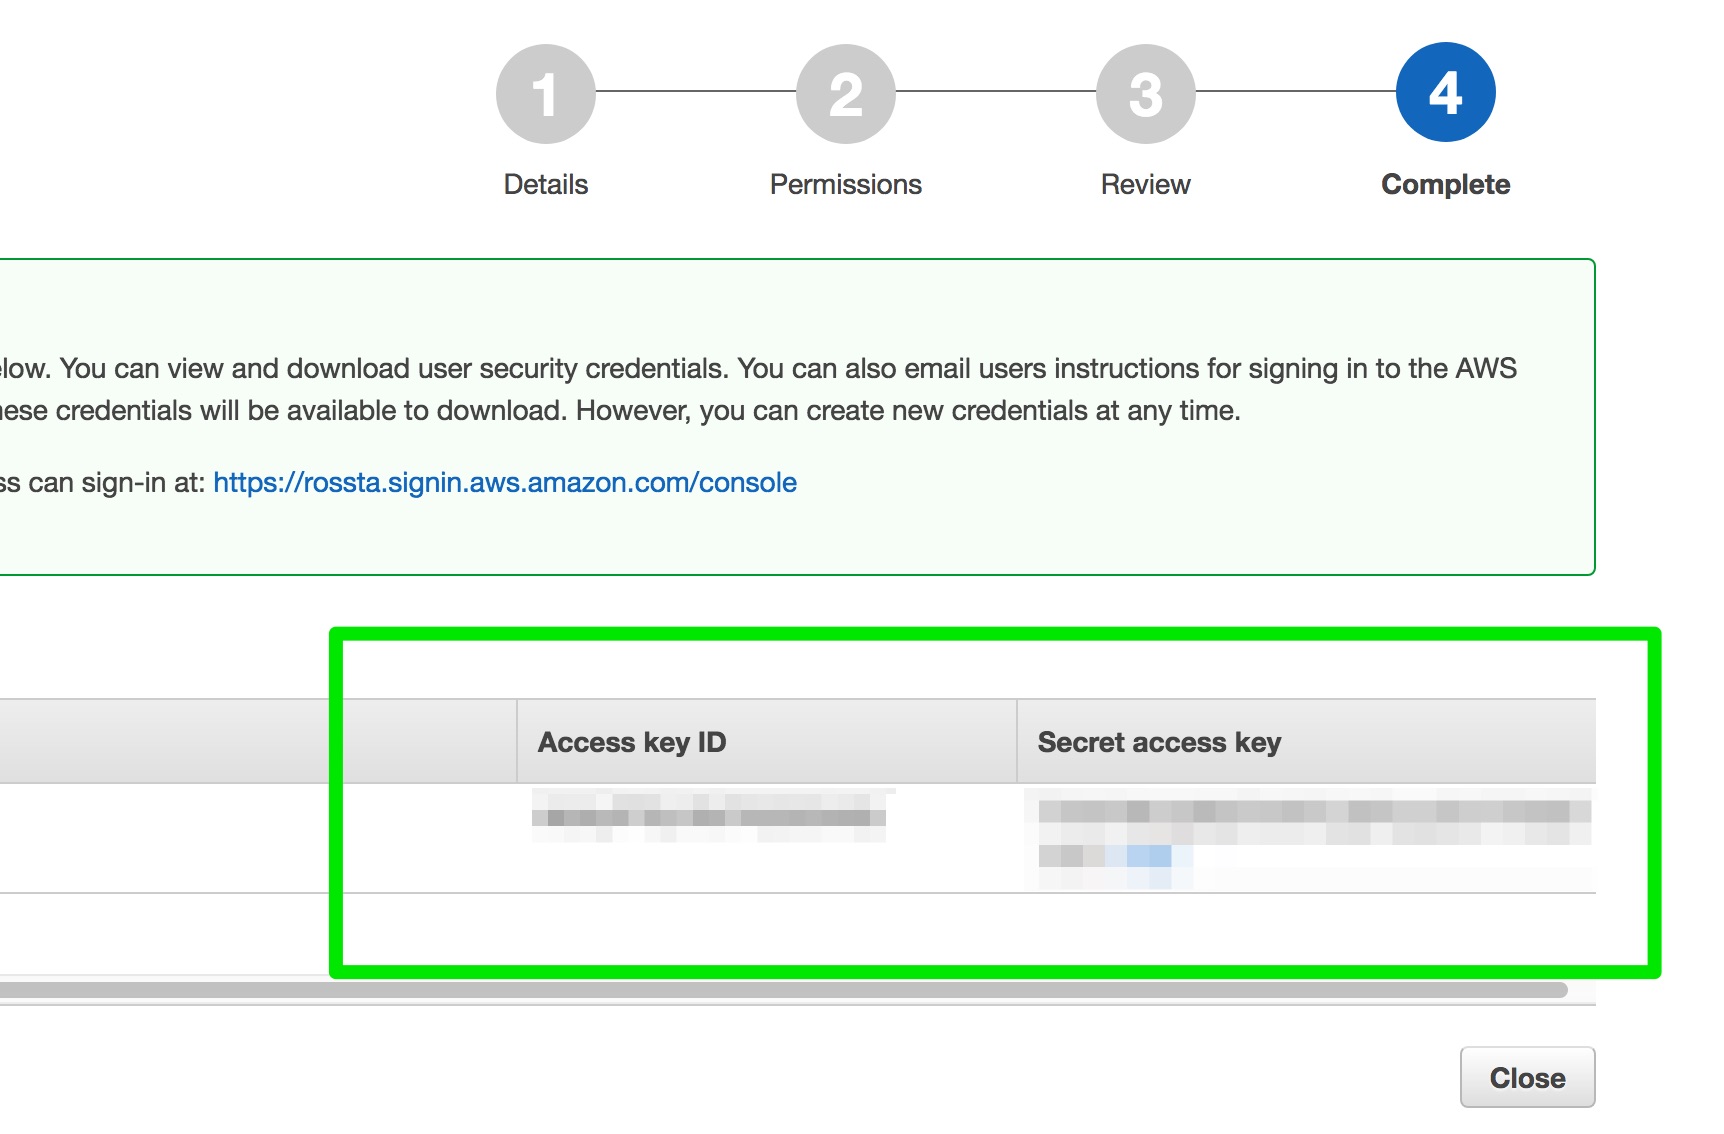 1 2 3 4
Details Permissions Review Complete
elow. You can view and download user security credentials. You can also email users instructions for signing in to the AWS
hese credentials will be available to download. However, you can create new credentials at any time.
ss can sign-in at: https://rossta.signin.aws.amazon.com/console
Access key ID Secret access key
Close